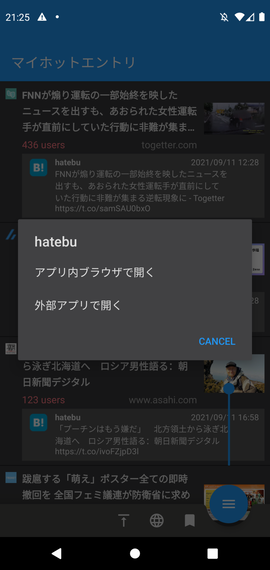 21:25
マイホットエントリ
FNNが煽り運転の一部始終を映した
ニュースを出すも、あおられた女性運転
手が直前にしていた行動に非難が集ま...
436 users
togetter.com
B!
hatebu
2021/09/11 12:28
FNNが煽り運転の一部始終を映したニュースを出
すも、あおられた女性運転手が直前にしていた
行動に非難が集まる逆転現象に - Togetter
https://t.co/samSAU0bxO
hatebu
アプリ内ブラウザで開く
外部アプリで開く
CANCEL
ら泳ぎ北海道へ ロシア男性語る：朝
日新聞デジタル
123 users
www.asahi.com
B!
hatebu
2021/09/11 16:58
「プーチンはもう嫌だ」 北方領土から泳ぎ北
海道へ ロシア男性語る：朝日新聞デジタル
https://t.co/ivoFZjpD3l
跋扈する「萌え」ポスター全ての即時
撤回を 全国フェミ議連が防衛省に求め